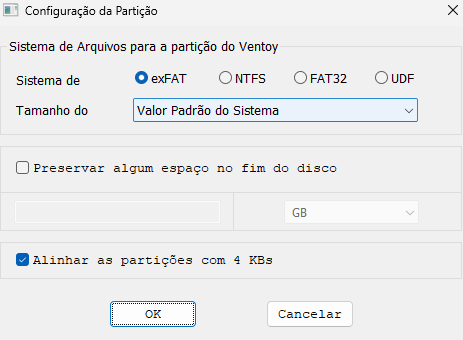 Configuração da Partição
Sistema de Arquivos para a partição do Ventoy
Sistema de exFAT NTFS FAT32 UDF
Tamanho do Valor Padrão do Sistema
Preservar algum espaço no fim do disco
GB
Alinhar as partições com 4 KBs
OK Cancelar